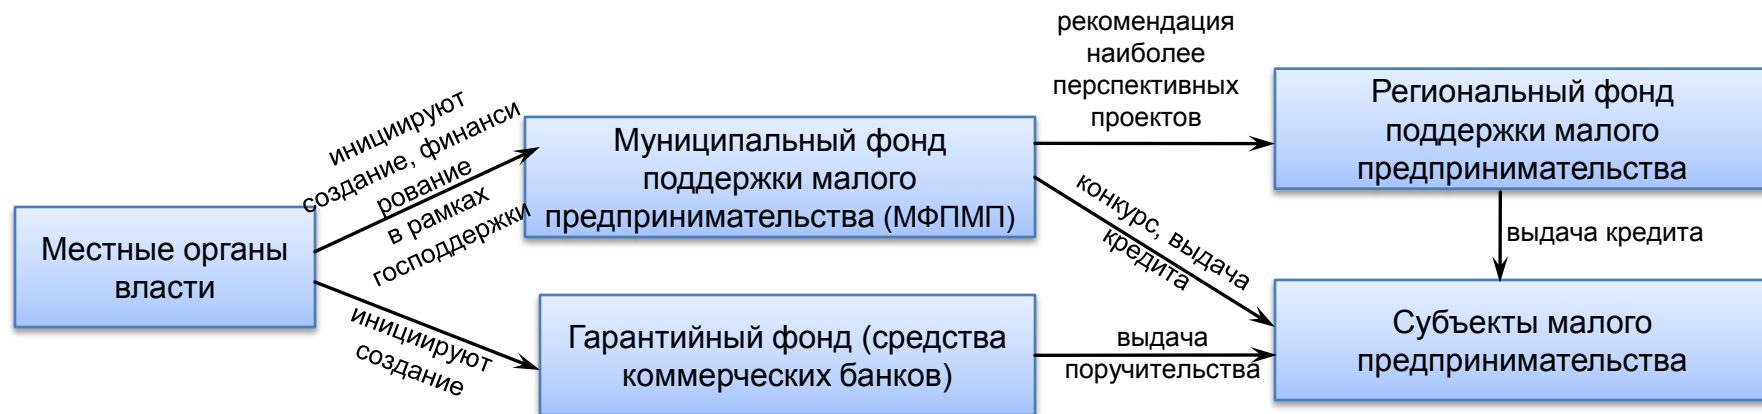 Местные органы
власти
инициируют
создание, финанси
рование
в рамках
господдержки
инициируют
создание
Муниципальный фонд
поддержки малого
предпринимательства (МФПМП)
Гарантийный фонд (средства
коммерческих банков)
рекомендация
наиболее
перспективных
проектов
конкурс, выдача
кредита
выдача
поручительства
Региональный фонд
поддержки малого
предпринимательства
выдача кредита
Субъекты малого
предпринимательства